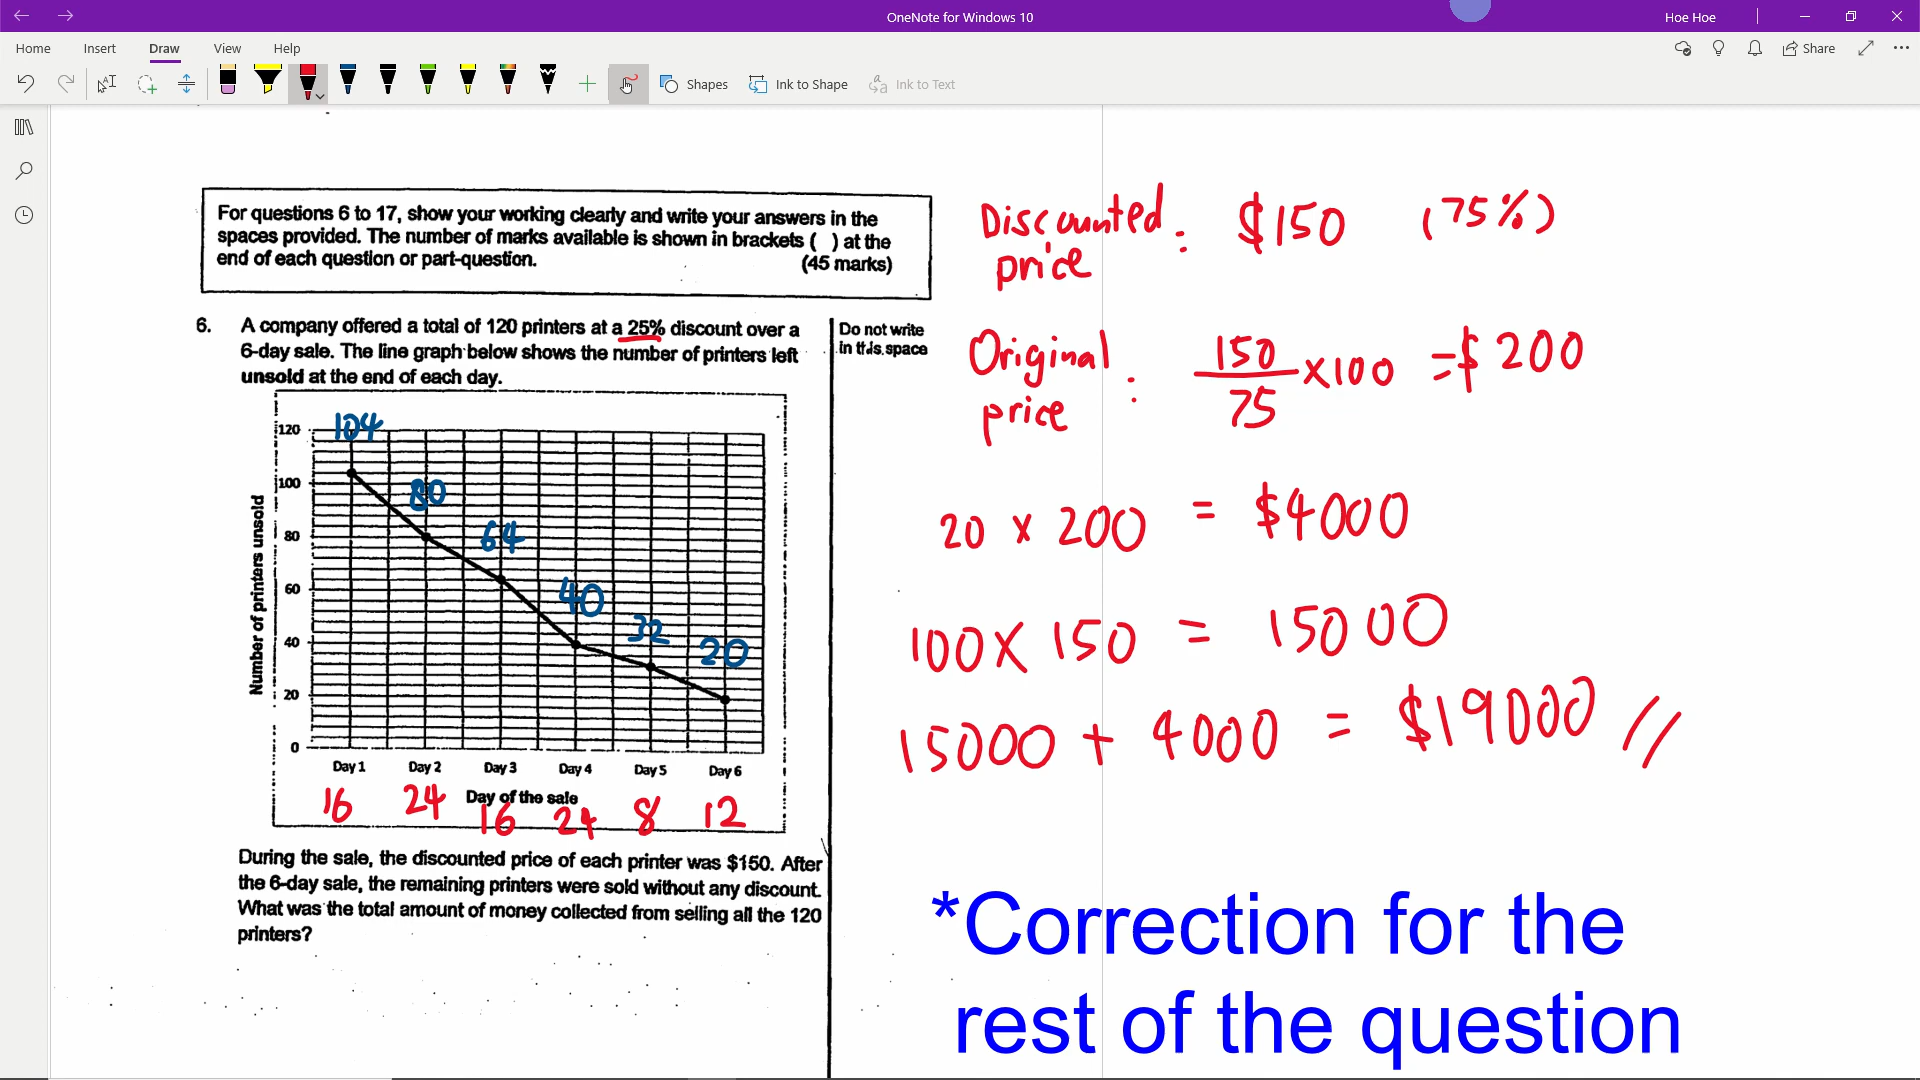 OneNote for Windows 10
Hoe Hoe
Home Insert Draw View Help
Share
Shapes
Ink to Shape
Ink to Text
For questions 6 to 17, show your working clearly and write your answers in the
spaces provided. The number of marks available is shown in brackets ( ) at the
end of each question or part-question.
(45 marks)
6. A company offered a total of 120 printers at a 25% discount over a
6-day sale. The line graph below shows the number of printers left
unsold at the end of each day.
Do not write
in this space
Number of printers unsold
120
100
80
60
40
20
0
104
80
64
40
32
20
Day 1 Day 2 Day 3 Day 4 Day 5 Day 6
Day of the sale
16 24 16 24 8 12
During the sale, the discounted price of each printer was $150. After
the 6-day sale, the remaining printers were sold without any discount.
What was the total amount of money collected from selling all the 120
printers?
Discounted price : $150 (75%)
Original price : 150/75 x 100 = $200
20 x 200 = $4000
100 x 150 = 15000
15000 + 4000 = $19000 //
*Correction for the
rest of the question